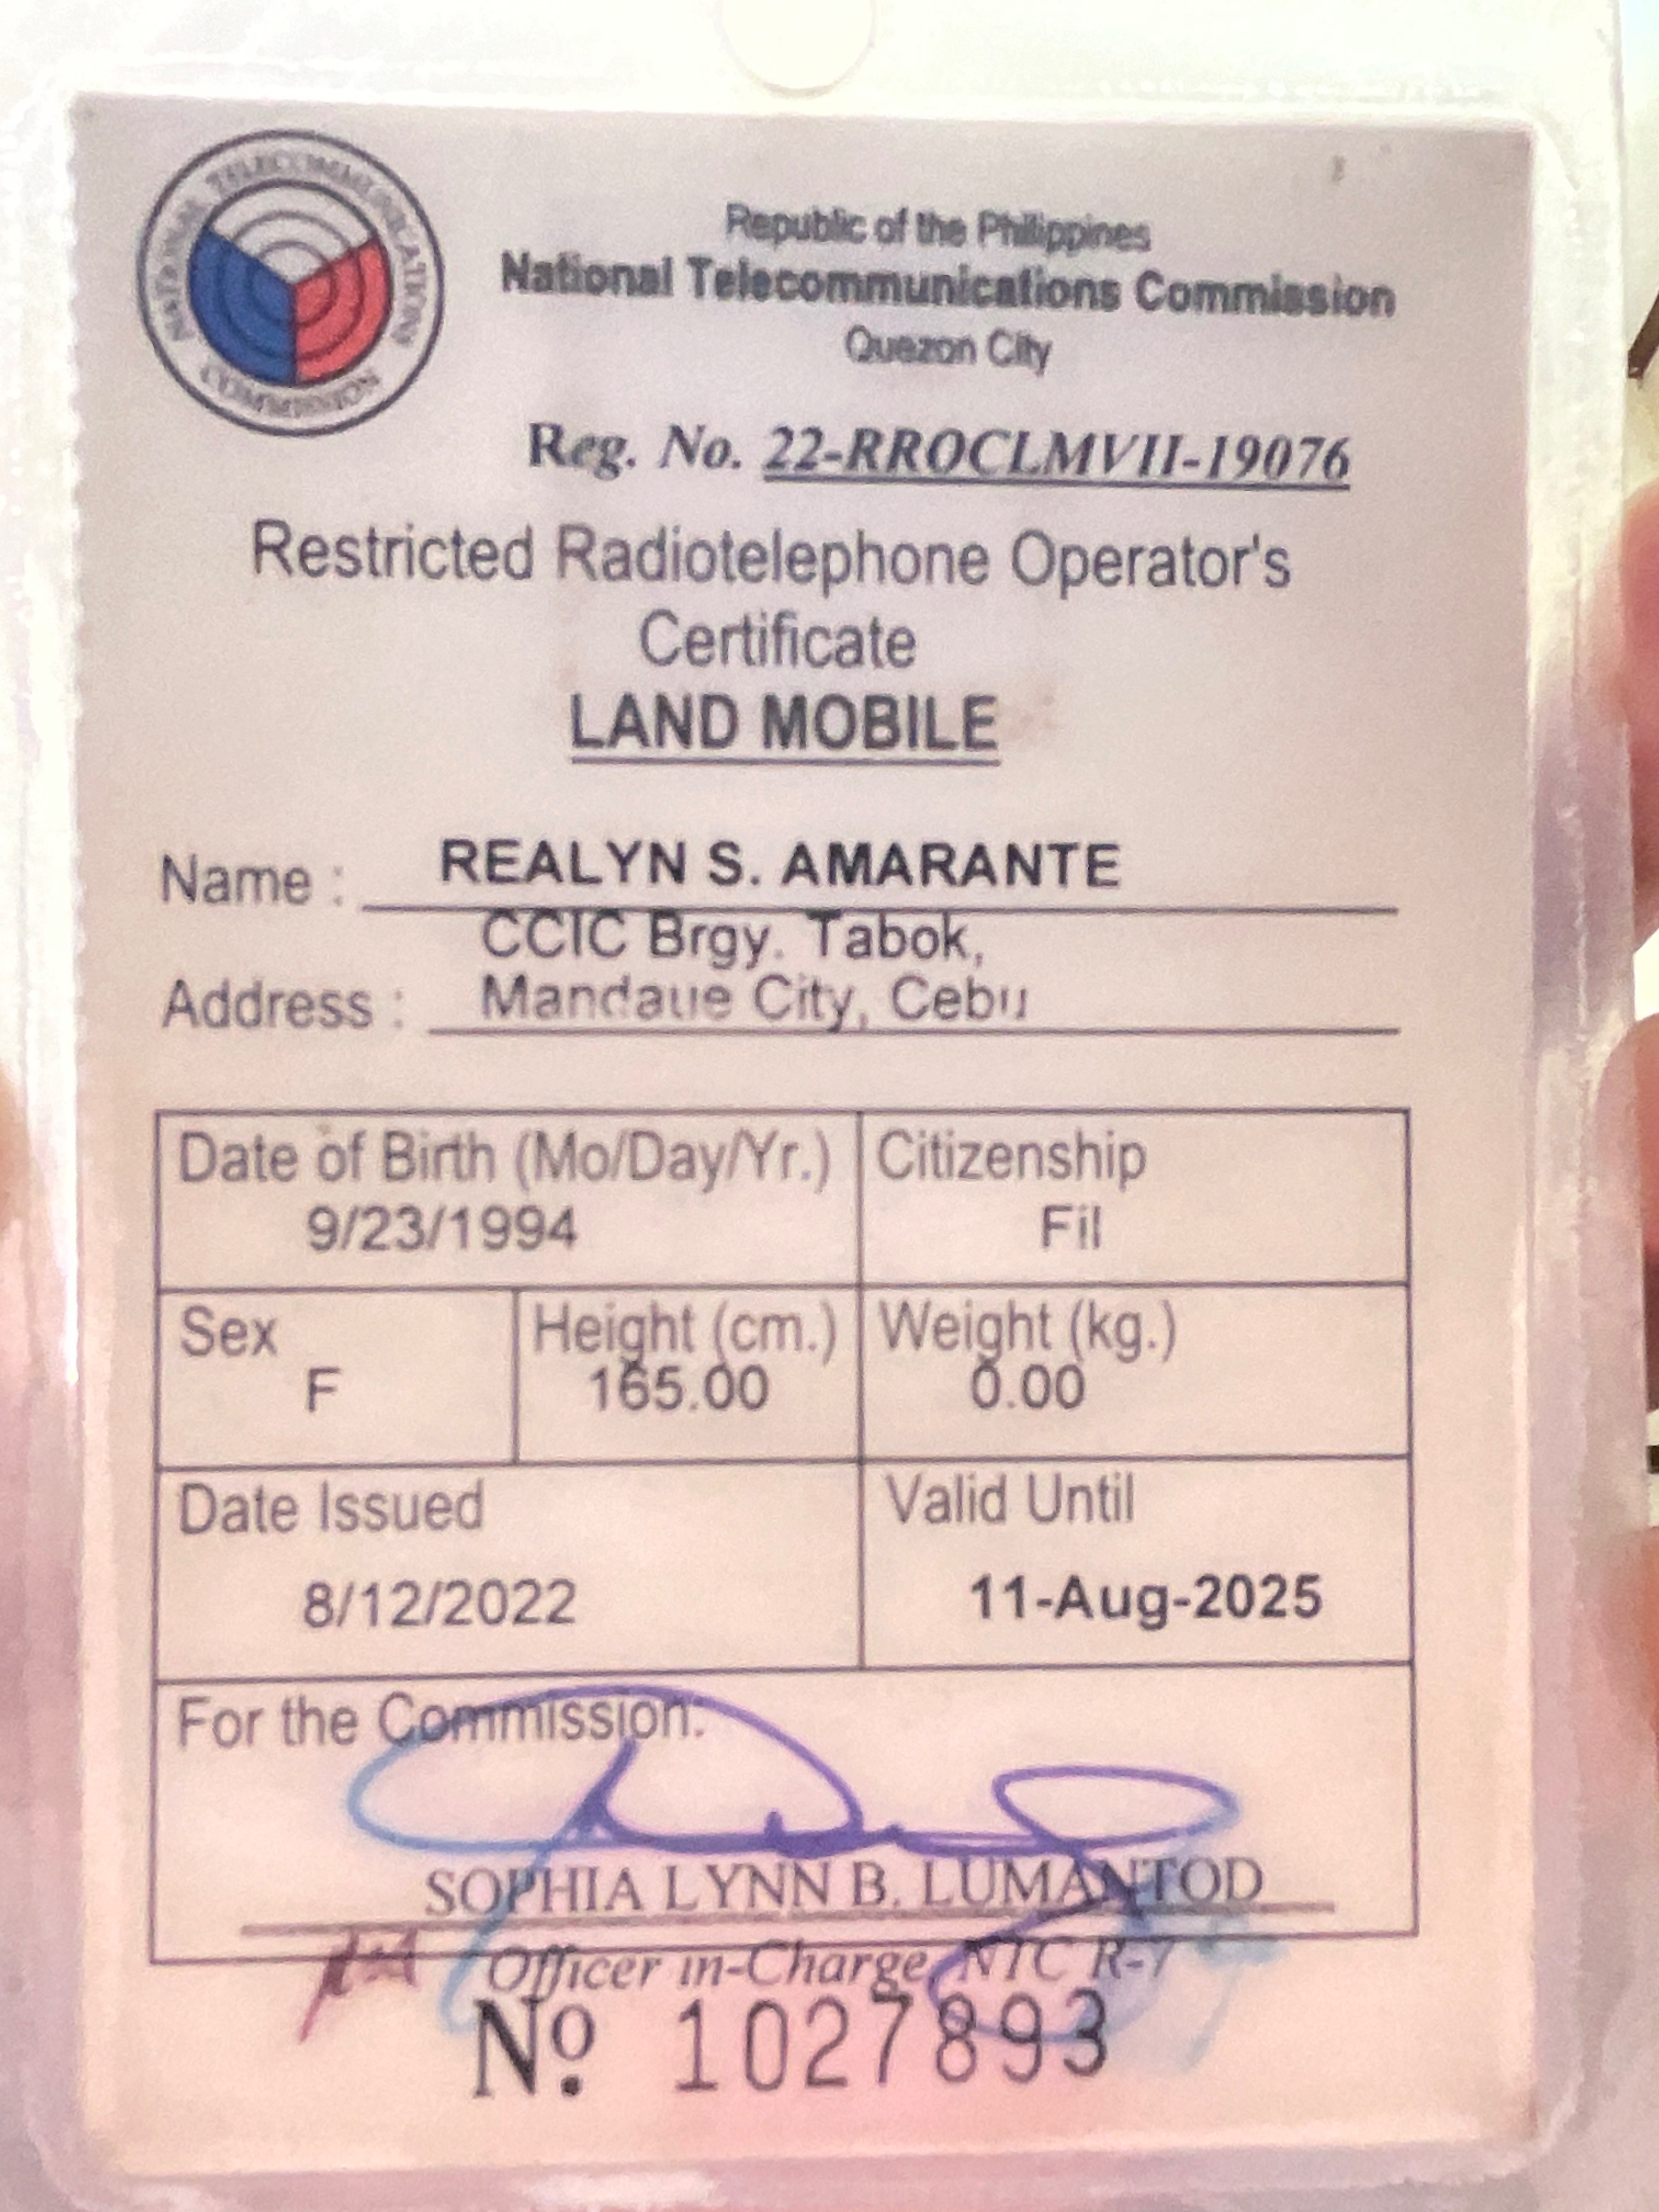 NATIONAL TELECOMMUNICATIONS COMMISSION
Republic of the Philippines
National Telecommunications Commission
Quezon City
Reg. No. 22-RROCLMVII-19076
Restricted Radiotelephone Operator's
Certificate
LAND MOBILE
Name : REALYN S. AMARANTE
CCIC Brgy. Tabok,
Address : Mandaue City, Cebu
Date of Birth (Mo/Day/Yr.) Citizenship
9/23/1994 Fil
Sex Height (cm.) Weight (kg.)
F 165.00 0.00
Date Issued Valid Until
8/12/2022 11-Aug-2025
For the Commission:
SOPHIA LYNN B. LUMANTOD
Officer in-Charge, NTC R-7
Nº 1027893